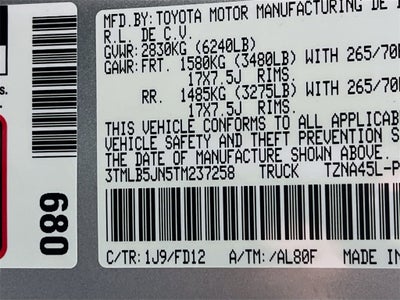 MFD.BY: TOYOTA MOTOR MANUFACTURING DE
R.L. DE C.V.
GVWR: 2830KG (6240LB)
GAWR: FRT. 1580KG (3480LB) WITH 265/70
17X7.5J RIMS.
RR. 1485KG (3275LB) WITH 265/70
17X7.5J RIMS.
THIS VEHICLE CONFORMS TO ALL APPLICAB
VEHICLE SAFETY AND THEFT PREVENTION S
THE DATE OF MANUFACTURE SHOWN ABOVE.
3TMLB5JN5TM237258 TRUCK TZNA45L-P
C/TR: 1J9/FD12 A/TM: /AL80F MADE IN
s.
089